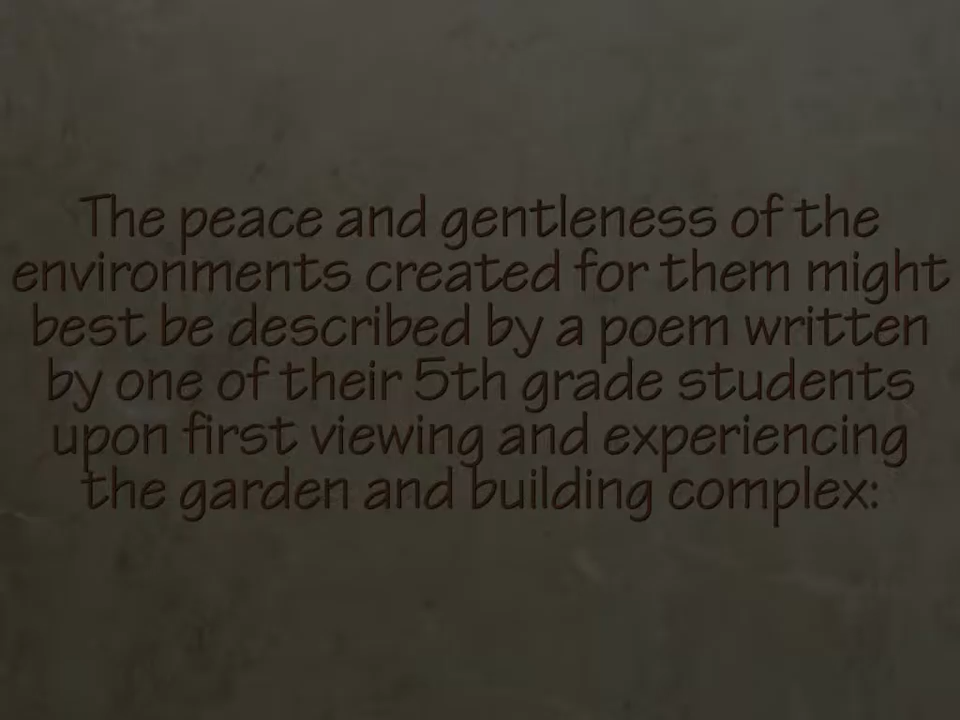 The peace and gentleness of the
environments created for them might
best be described by a poem written
by one of their 5th grade students
upon first viewing and experiencing
the garden and building complex: